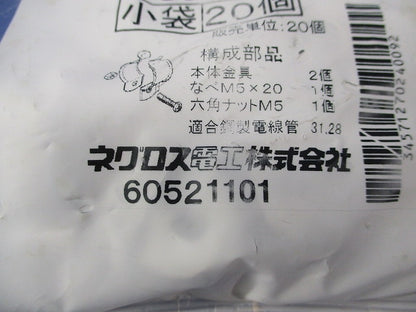 小袋 20個
販売単位:20個
構成部品
本体金具 2個
なべM5×20 1個
六角ナットM5 1個
適合鋼製電線管 31.28
ネグロス電工株式会社
60521101
34571270240092